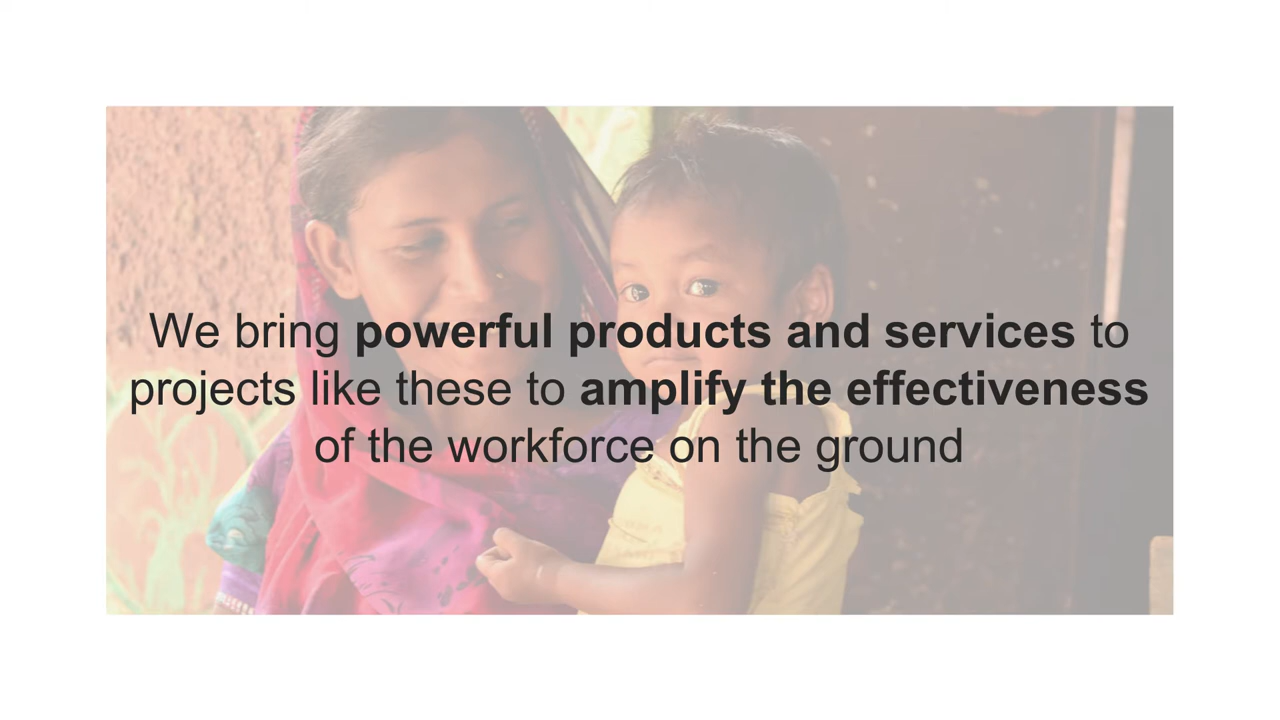 We bring powerful products and services to
projects like these to amplify the effectiveness
of the workforce on the ground